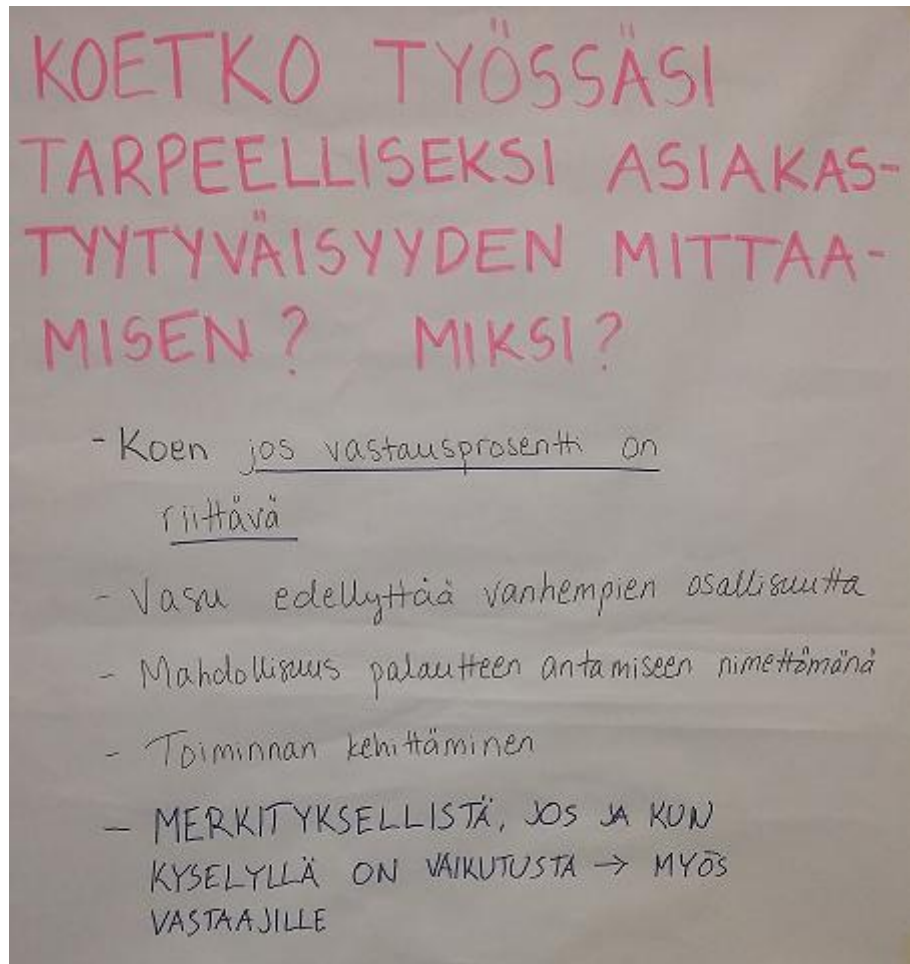 KOETKO TYÖSSÄSI
TARPEELLISEKSI ASIAKAS-
TYYTYVÄISYYDEN MITTAA-
MISEN? MIKSI?
- Koen jos vastausprosentti on
riittävä
- Vasu edellyttää vanhempien osallisuutta
- Mahdollisuus palautteen antamiseen nimettömänä
- Toiminnan kehittäminen
- MERKITYKSELLISTÄ, JOS JA KUN
KYSELYLLÄ ON VAIKUTUSTA → MYÖS
VASTAAJILLE